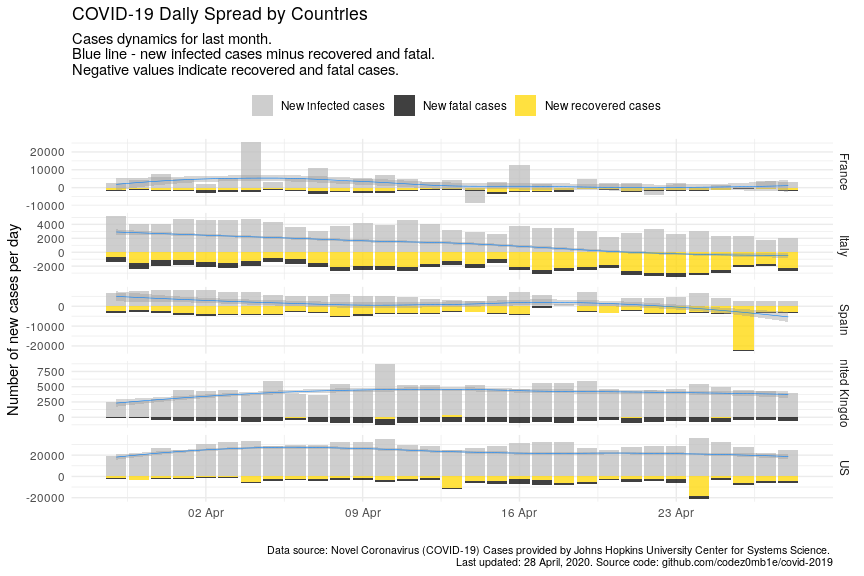 COVID-19 Daily Spread by Countries
Cases dynamics for last month.
Blue line - new infected cases minus recovered and fatal.
Negative values indicate recovered and fatal cases.
New infected cases New fatal cases New recovered cases
Number of new cases per day
20000
10000
0
-10000
France
4000
2000
0
-2000
Italy
0
-10000
-20000
Spain
7500
5000
2500
0
nited Kingdo
20000
0
-20000
US
02 Apr 09 Apr 16 Apr 23 Apr
Data source: Novel Coronavirus (COVID-19) Cases provided by Johns Hopkins University Center for Systems Science.
Last updated: 28 April, 2020. Source code: github.com/codez0mb1e/covid-2019